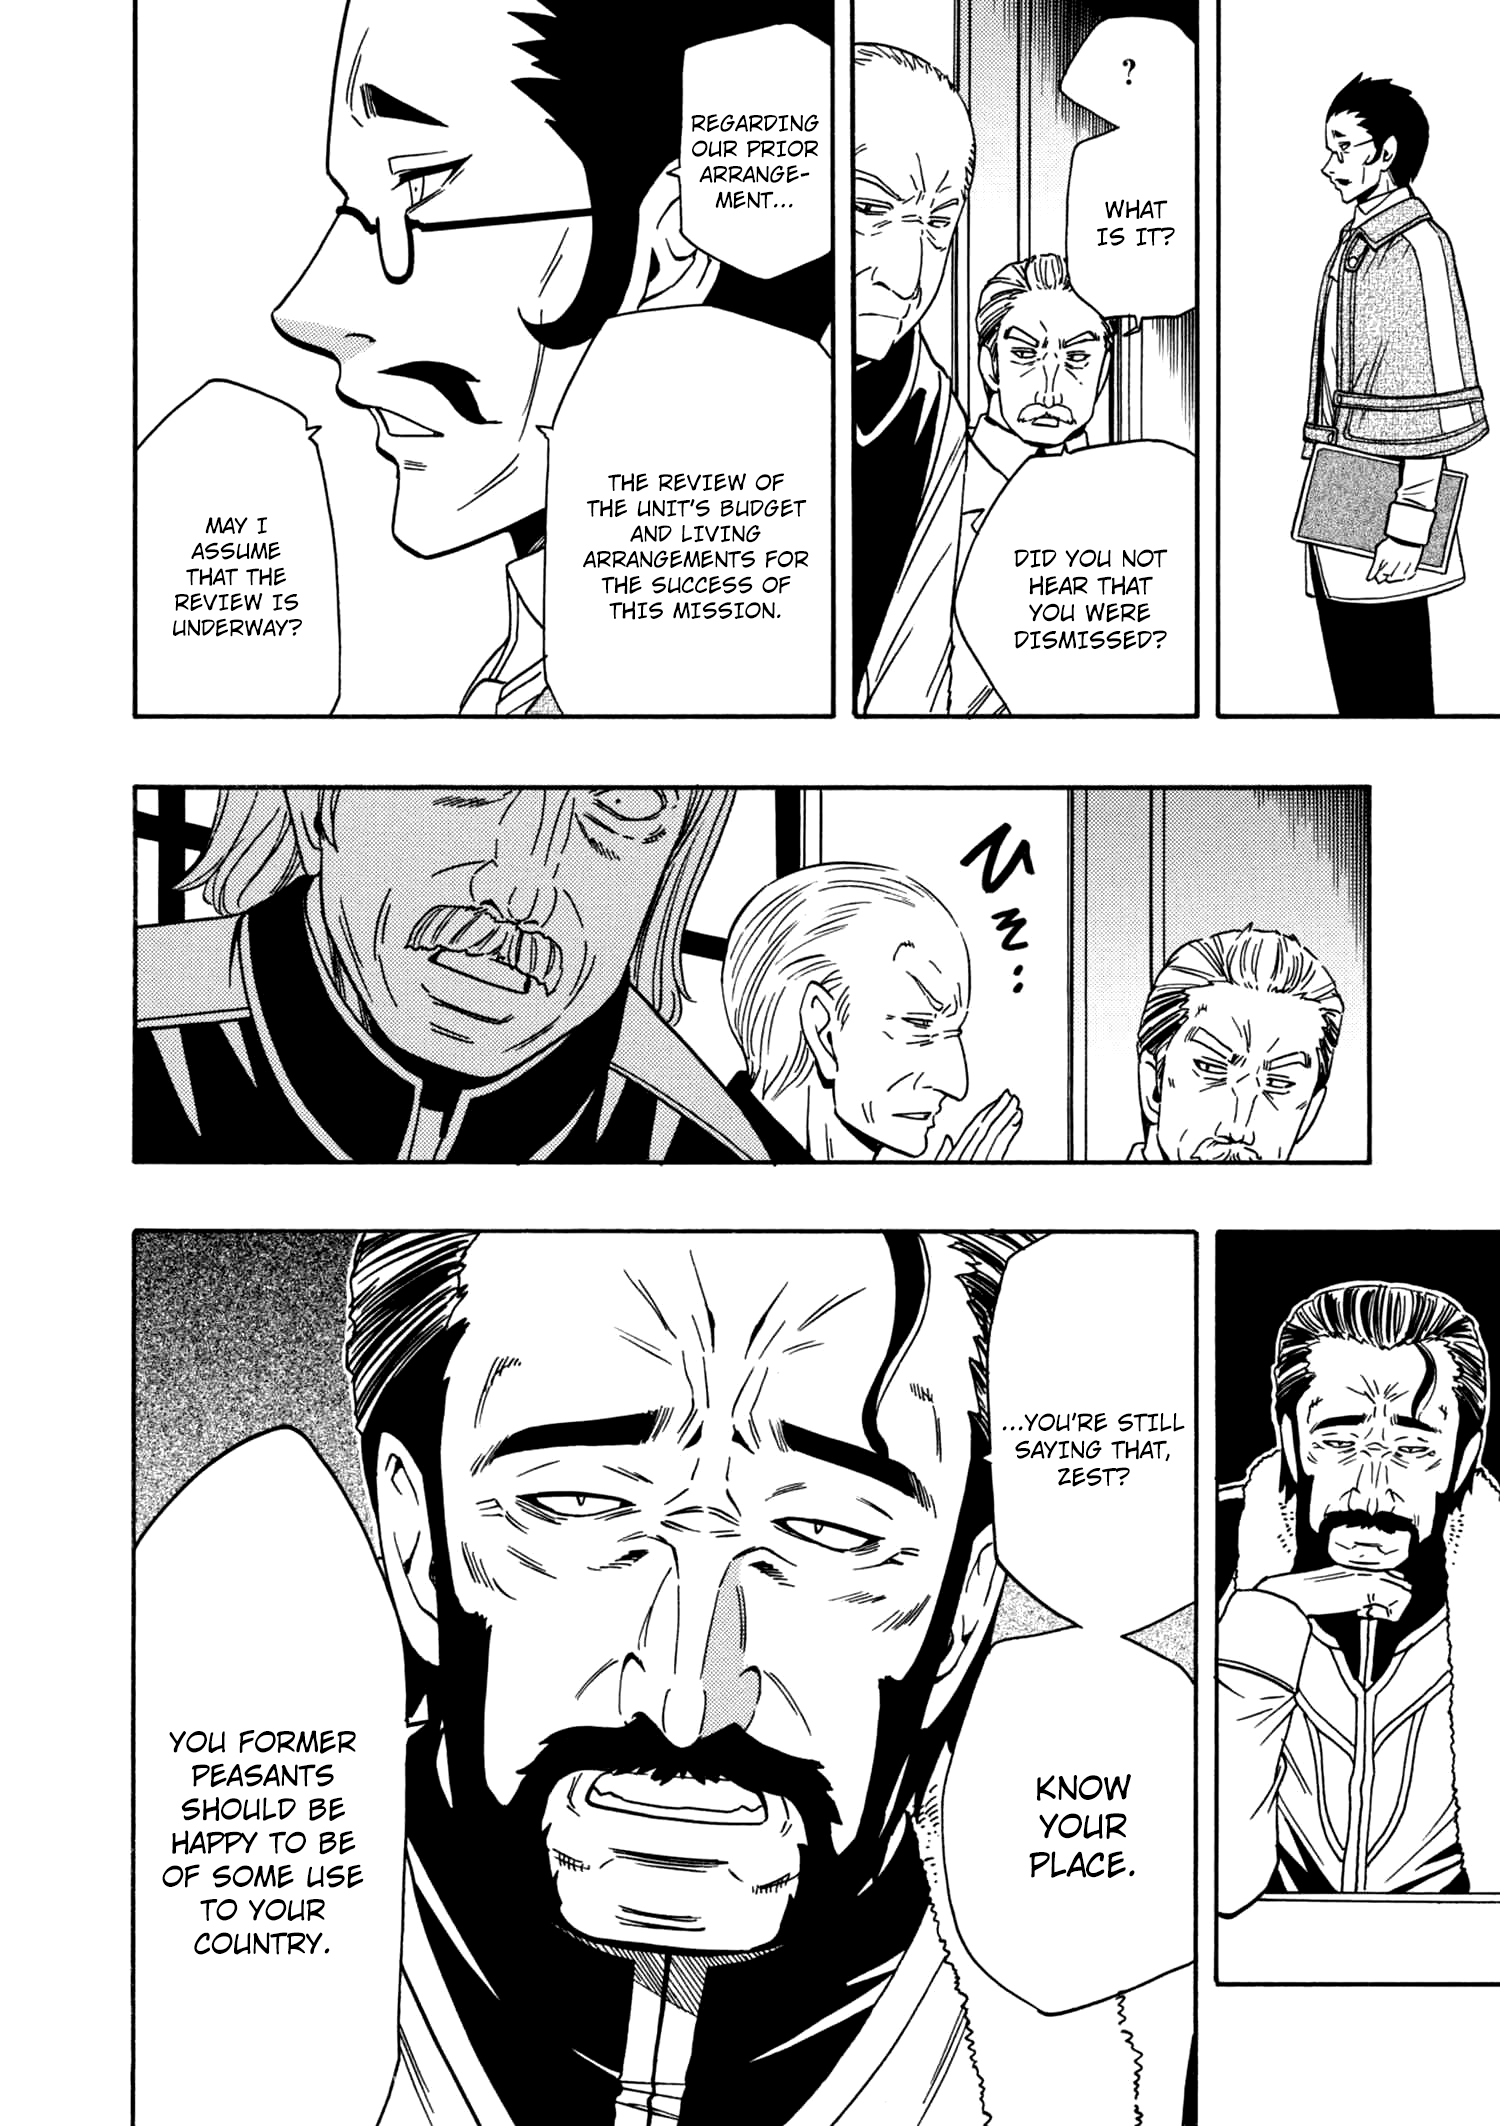 ?
WHAT
IS IT?
DID YOU NOT
HEAR THAT
YOU WERE
DISMISSED?
REGARDING
OUR PRIOR
ARRANGE-
MENT...
THE REVIEW OF
THE UNIT'S BUDGET
AND LIVING
ARRANGEMENTS FOR
THE SUCCESS OF
THIS MISSION.
MAY I
ASSUME
THAT THE
REVIEW IS
UNDERWAY?
ひそ…
...YOU'RE STILL
SAYING THAT,
ZEST?
KNOW
YOUR
PLACE.
YOU FORMER
PEASANTS
SHOULD BE
HAPPY TO BE
OF SOME USE
TO YOUR
COUNTRY.